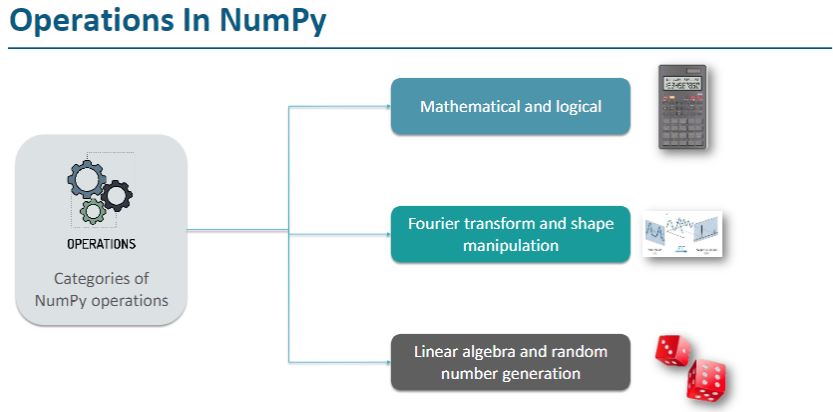 Operations In NumPy
Mathematical and logical
OPERATIONS
Categories of
NumPy operations
Fourier transform and shape
manipulation
Linear algebra and random
number generation